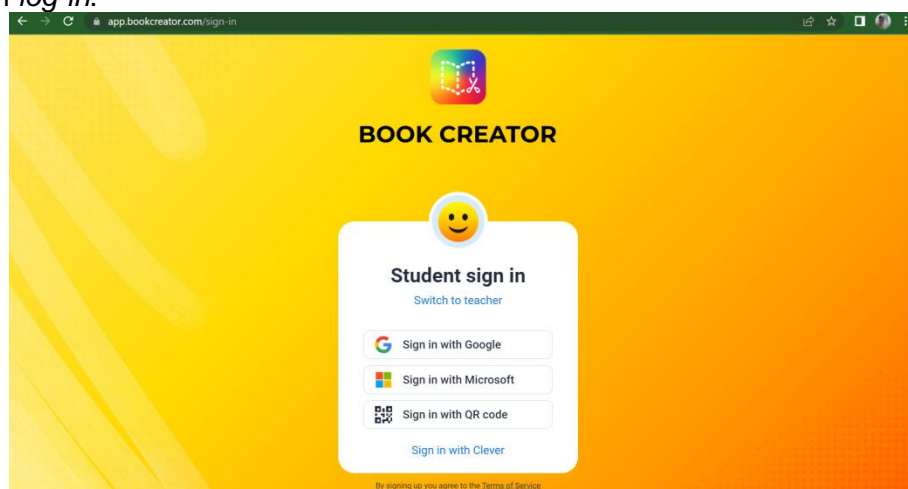 log in.
app.bookcreator.com/sign-in
BOOK CREATOR
Student sign in
Switch to teacher
Sign in with Google
Sign in with Microsoft
Sign in with QR code
Sign in with Clever
By signing up you agree to the Terms of Service